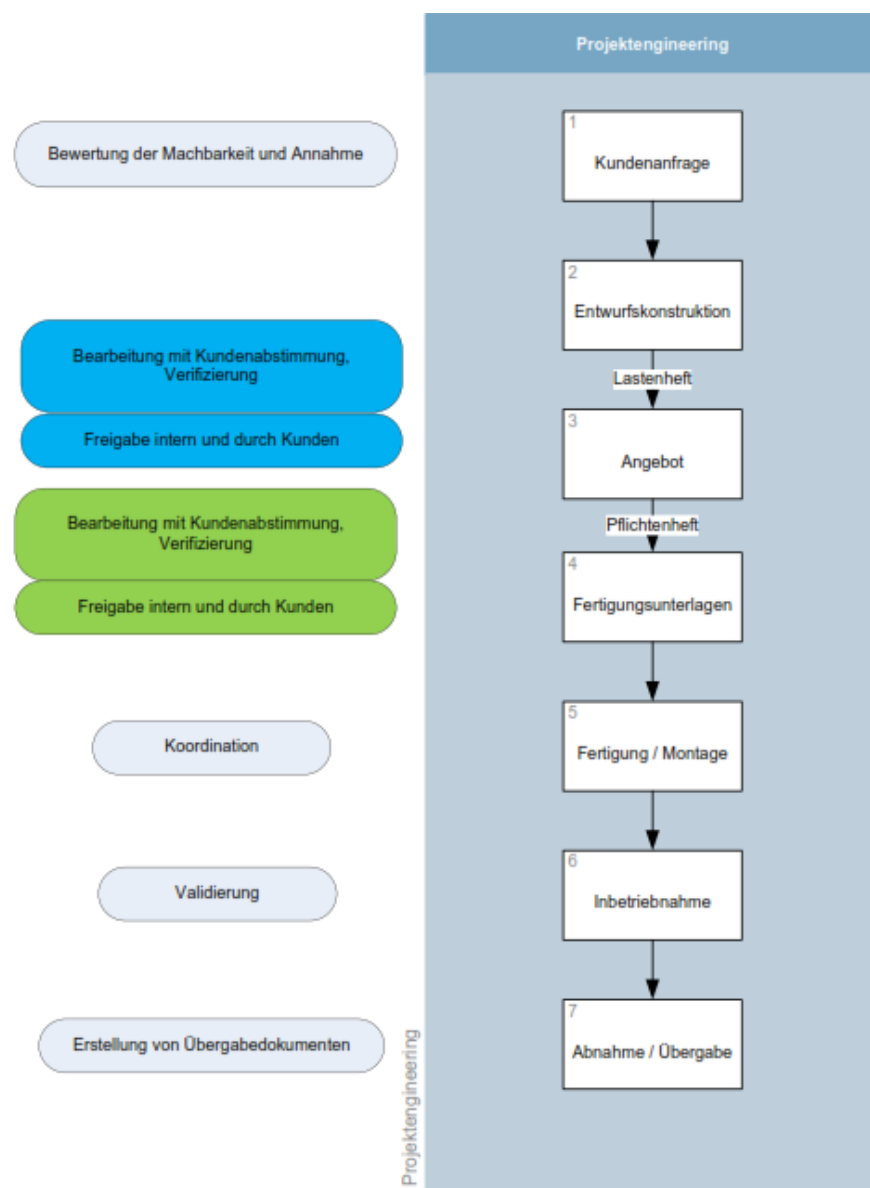 Projektengineering
Bewertung der Machbarkeit und Annahme
1
Kundenanfrage
2
Entwurfskonstruktion
Bearbeitung mit Kundenabstimmung,
Verifizierung
Lastenheft
Freigabe intern und durch Kunden
3
Angebot
Bearbeitung mit Kundenabstimmung,
Verifizierung
Pflichtenheft
Freigabe intern und durch Kunden
4
Fertigungsunterlagen
Koordination
5
Fertigung / Montage
Validierung
6
Inbetriebnahme
Erstellung von Übergabedokumenten
7
Abnahme / Übergabe
Projektengineering